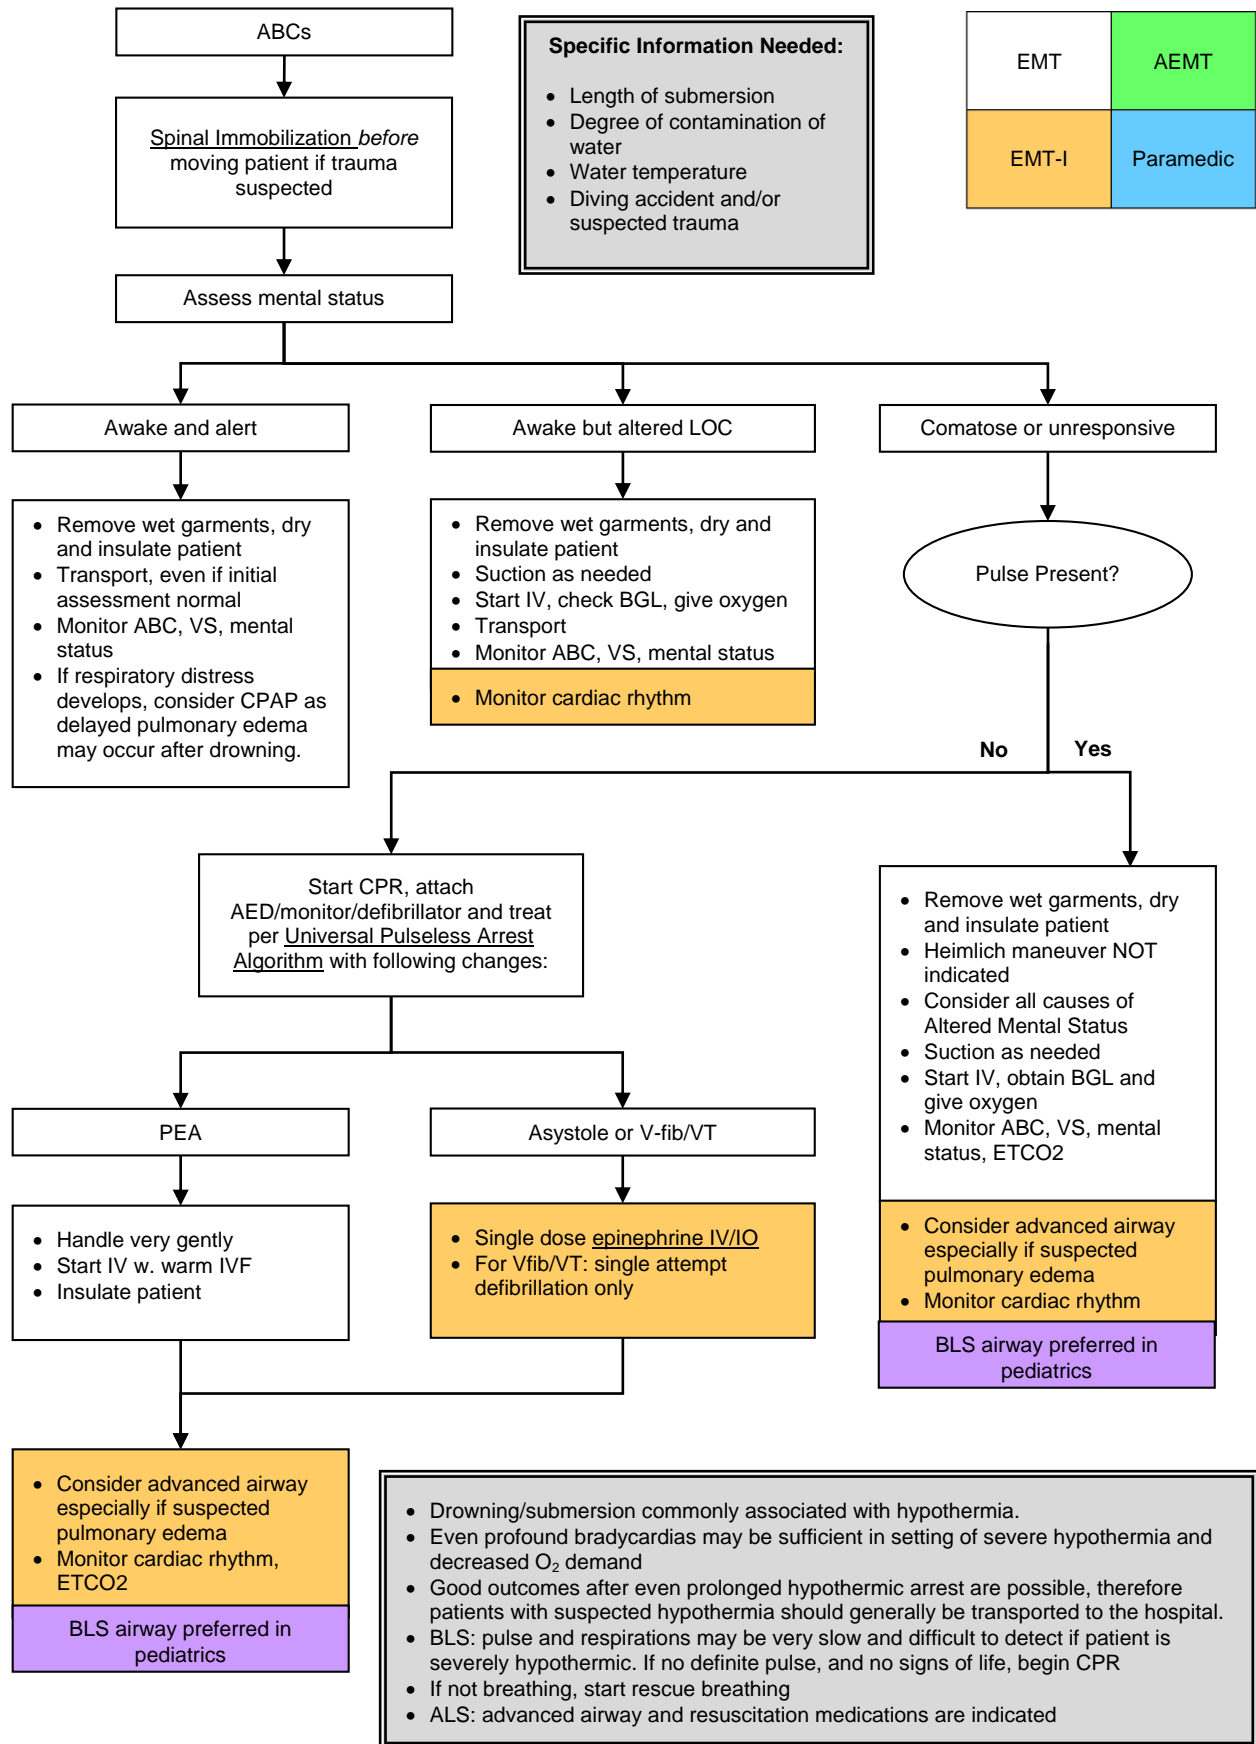 ABCs
Specific Information Needed:
• Length of submersion
• Degree of contamination of
water
• Water temperature
• Diving accident and/or
suspected trauma
EMT
AEMT
EMT-I
Paramedic
Spinal Immobilization before
moving patient if trauma
suspected
Assess mental status
Awake and alert
Awake but altered LOC
Comatose or unresponsive
• Remove wet garments, dry
and insulate patient
• Transport, even if initial
assessment normal
• Monitor ABC, VS, mental
status
• If respiratory distress
develops, consider CPAP as
delayed pulmonary edema
may occur after drowning.
• Remove wet garments, dry and
insulate patient
• Suction as needed
• Start IV, check BGL, give oxygen
• Transport
• Monitor ABC, VS, mental status
• Monitor cardiac rhythm
Pulse Present?
No
Yes
Start CPR, attach
AED/monitor/defibrillator and treat
per Universal Pulseless Arrest
Algorithm with following changes:
• Remove wet garments, dry
and insulate patient
• Heimlich maneuver NOT
indicated
• Consider all causes of
Altered Mental Status
• Suction as needed
• Start IV, obtain BGL and
give oxygen
• Monitor ABC, VS, mental
status, ETCO2
• Consider advanced airway
especially if suspected
pulmonary edema
• Monitor cardiac rhythm
BLS airway preferred in
pediatrics
PEA
Asystole or V-fib/VT
• Handle very gently
• Start IV w. warm IVF
• Insulate patient
• Single dose epinephrine IV/IO
• For Vfib/VT: single attempt
defibrillation only
• Consider advanced airway
especially if suspected
pulmonary edema
• Monitor cardiac rhythm,
ETCO2
BLS airway preferred in
pediatrics
• Drowning/submersion commonly associated with hypothermia.
• Even profound bradycardias may be sufficient in setting of severe hypothermia and
decreased O₂ demand
• Good outcomes after even prolonged hypothermic arrest are possible, therefore
patients with suspected hypothermia should generally be transported to the hospital.
• BLS: pulse and respirations may be very slow and difficult to detect if patient is
severely hypothermic. If no definite pulse, and no signs of life, begin CPR
• If not breathing, start rescue breathing
• ALS: advanced airway and resuscitation medications are indicated